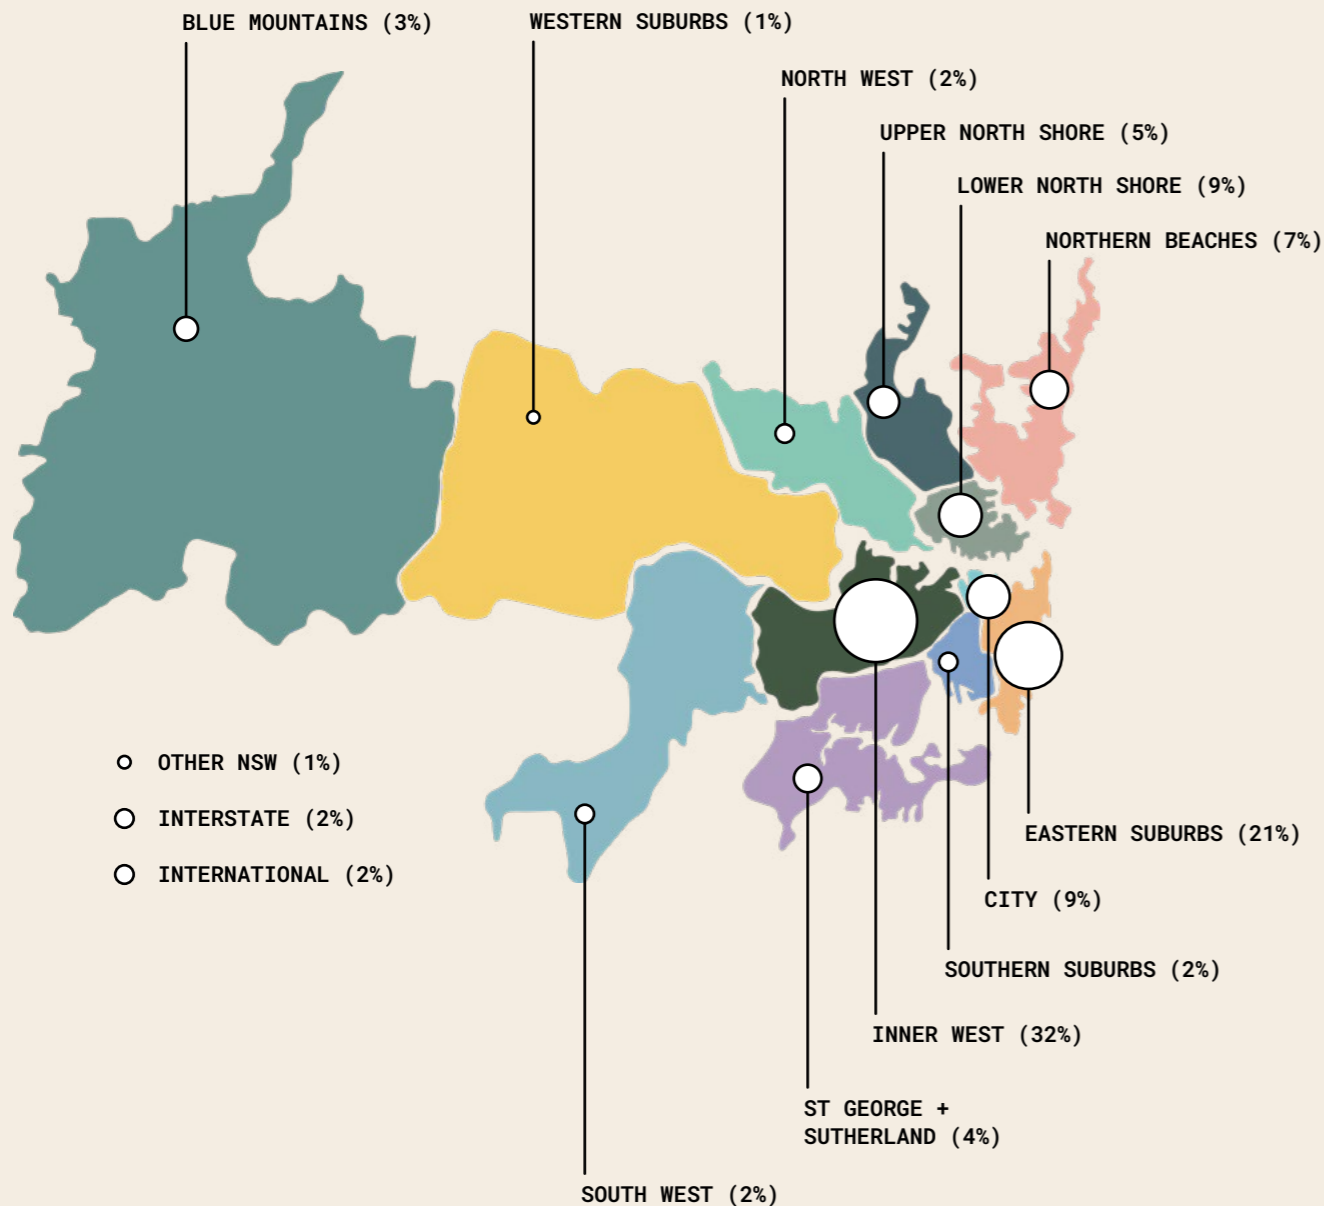 BLUE MOUNTAINS (3%)
WESTERN SUBURBS (1%)
NORTH WEST (2%)
UPPER NORTH SHORE (5%)
LOWER NORTH SHORE (9%)
NORTHERN BEACHES (7%)
OTHER NSW (1%)
INTERSTATE (2%)
INTERNATIONAL (2%)
EASTERN SUBURBS (21%)
CITY (9%)
SOUTHERN SUBURBS (2%)
INNER WEST (32%)
ST GEORGE +
SUTHERLAND (4%)
SOUTH WEST (2%)